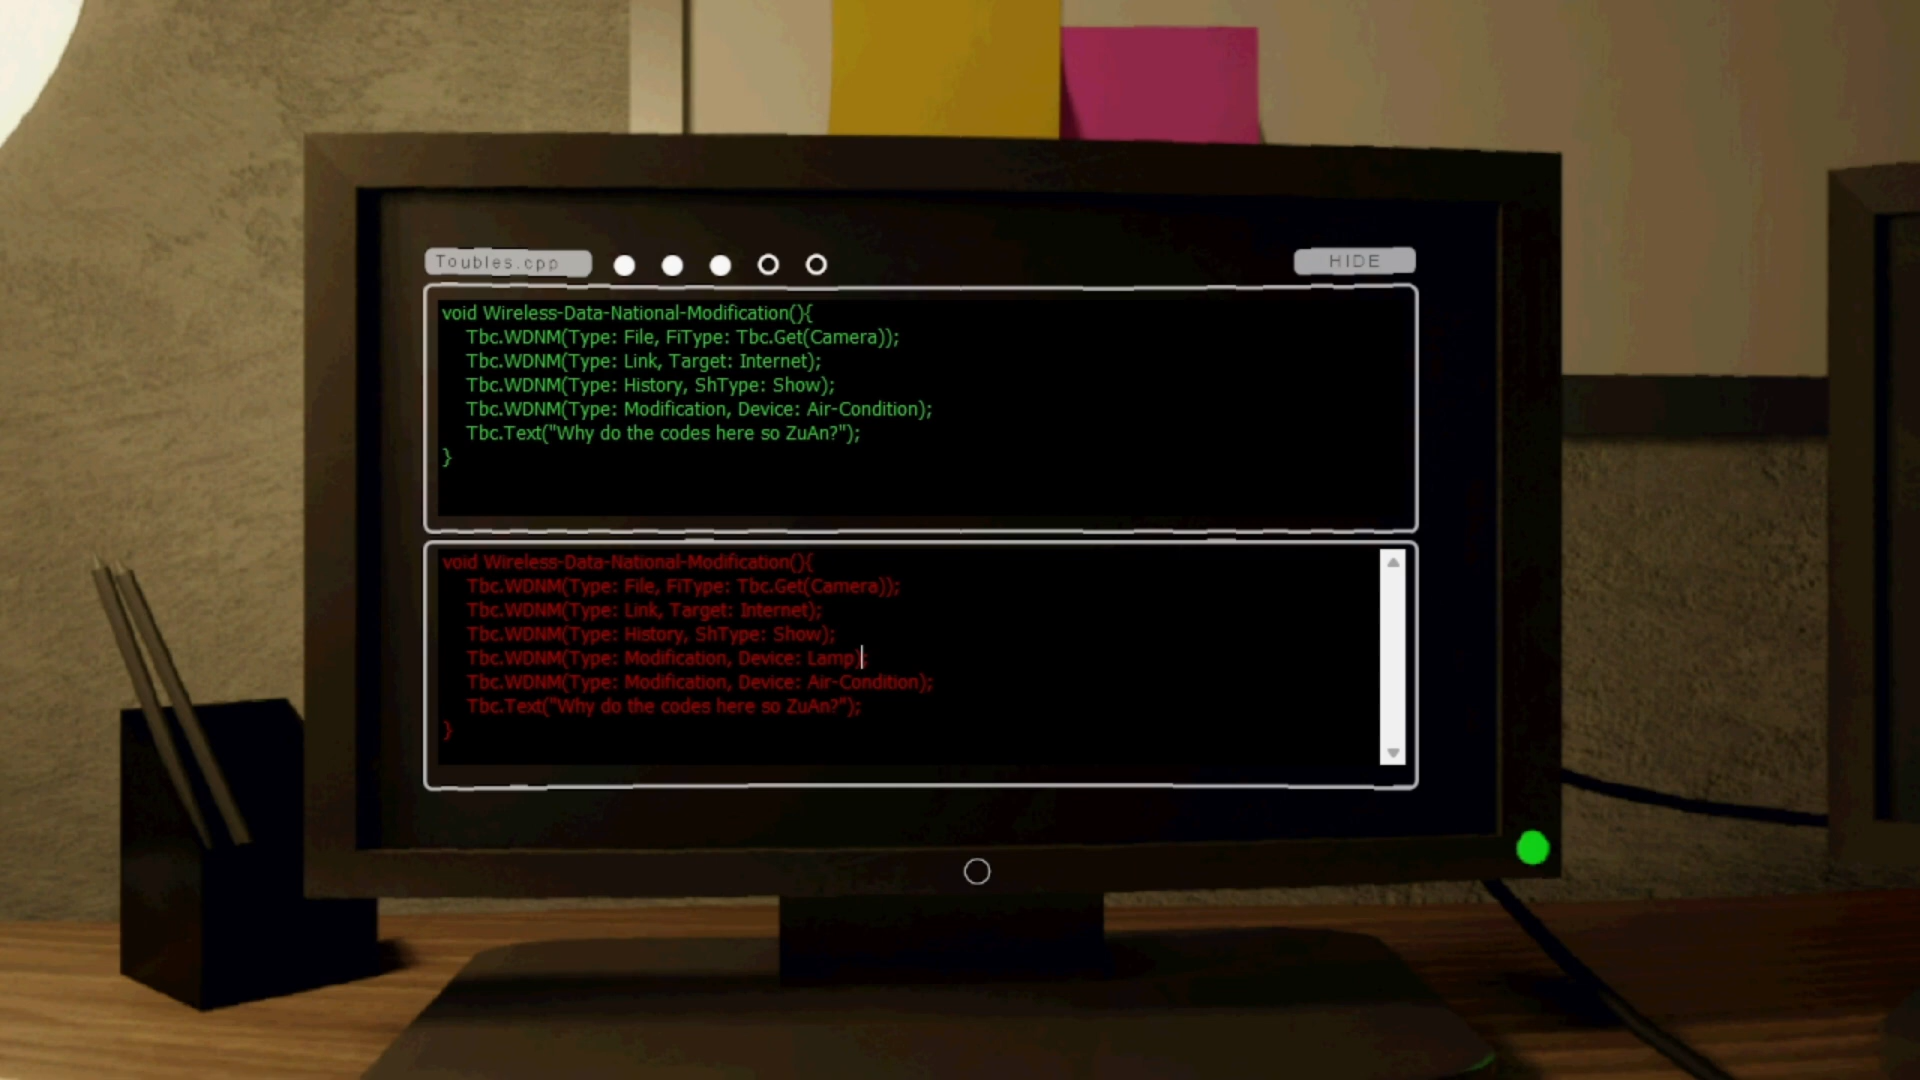 Toubles.cpp
HIDE
void Wireless-Data-National-Modification(){
Tbc.WDNM(Type: File, FiType: Tbc.Get(Camera));
Tbc.WDNM(Type: Link, Target: Internet);
Tbc.WDNM(Type: History, ShType: Show);
Tbc.WDNM(Type: Modification, Device: Air-Condition);
Tbc.Text("Why do the codes here so ZuAn?");
}
void Wireless-Data-National-Modification(){
Tbc.WDNM(Type: File, FiType: Tbc.Get(Camera));
Tbc.WDNM(Type: Link, Target: Internet);
Tbc.WDNM(Type: History, ShType: Show);
Tbc.WDNM(Type: Modification, Device: Lamp);
Tbc.WDNM(Type: Modification, Device: Air-Condition);
Tbc.Text("Why do the codes here so ZuAn?");
}